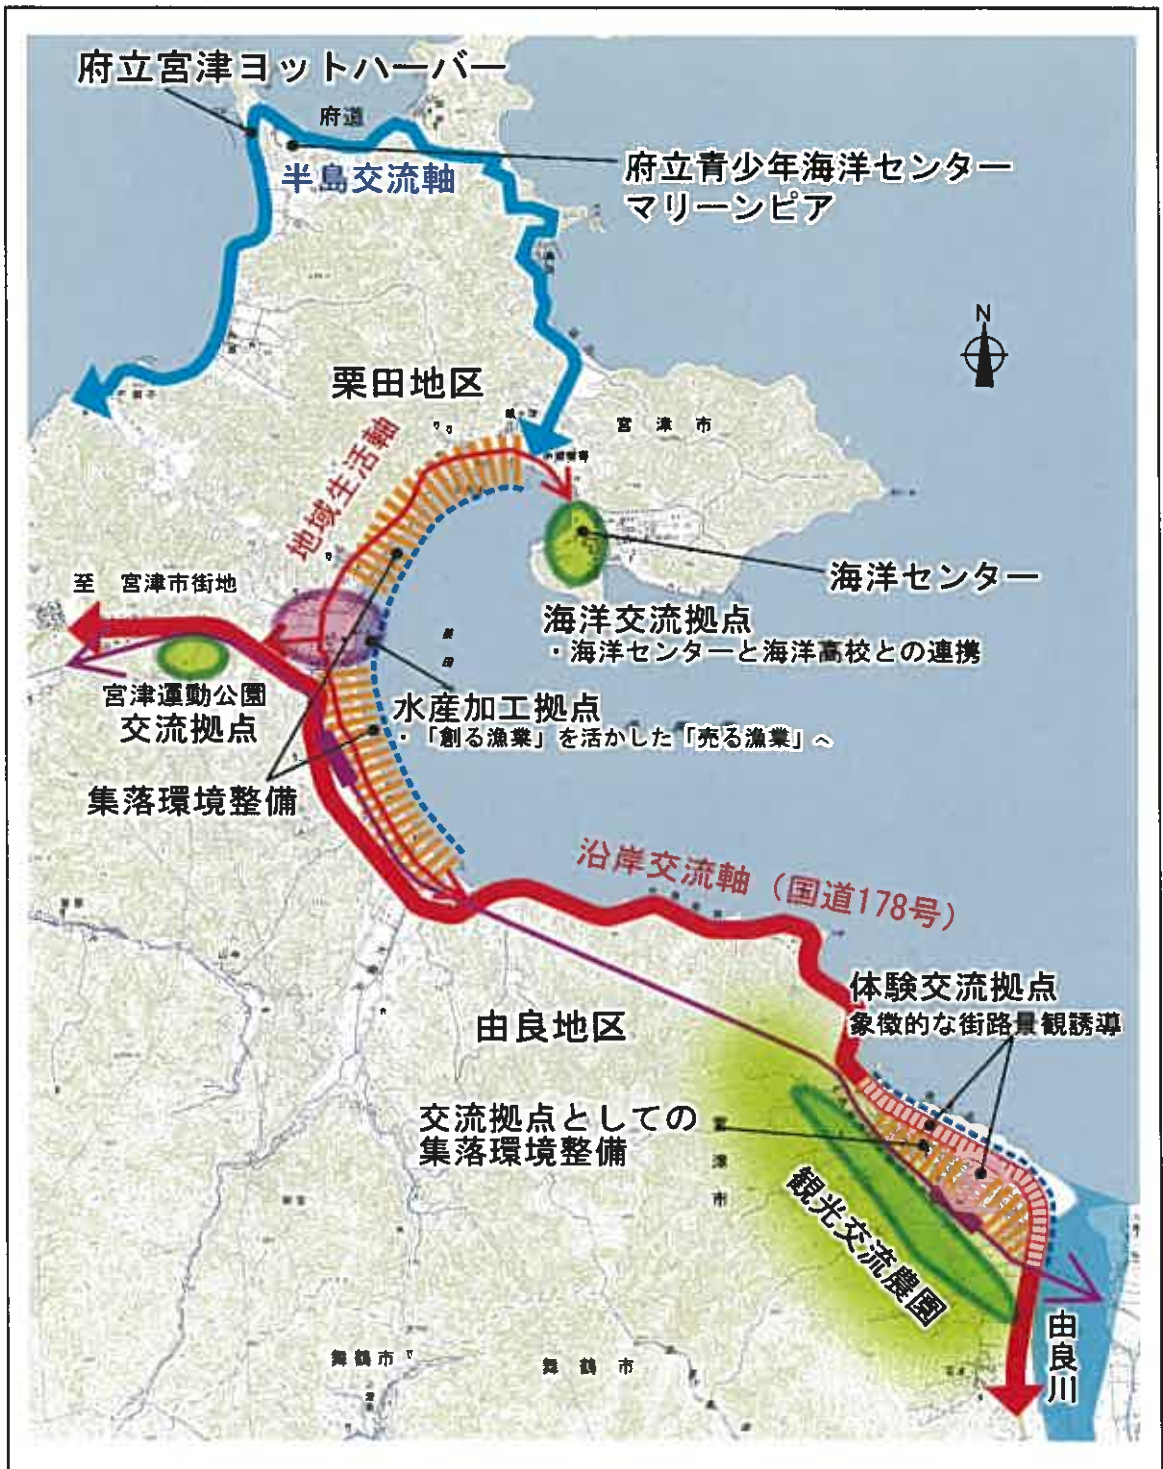 府立宮津ヨットハーバー
府道
府立青少年海洋センター
マリーンピア
半島交流軸
N
栗田地区
宮津市
地域生活軸
至 宮津市街地
海洋センター
海洋交流拠点
・海洋センターと海洋高校との連携
宮津運動公園
交流拠点
水産加工拠点
・「創る漁業」を活かした「売る漁業」へ
集落環境整備
沿岸交流軸（国道178号）
体験交流拠点
象徴的な街路景観誘導
由良地区
交流拠点としての
集落環境整備
宮津市
観光交流農園
由良川
舞鶴市
舞鶴市